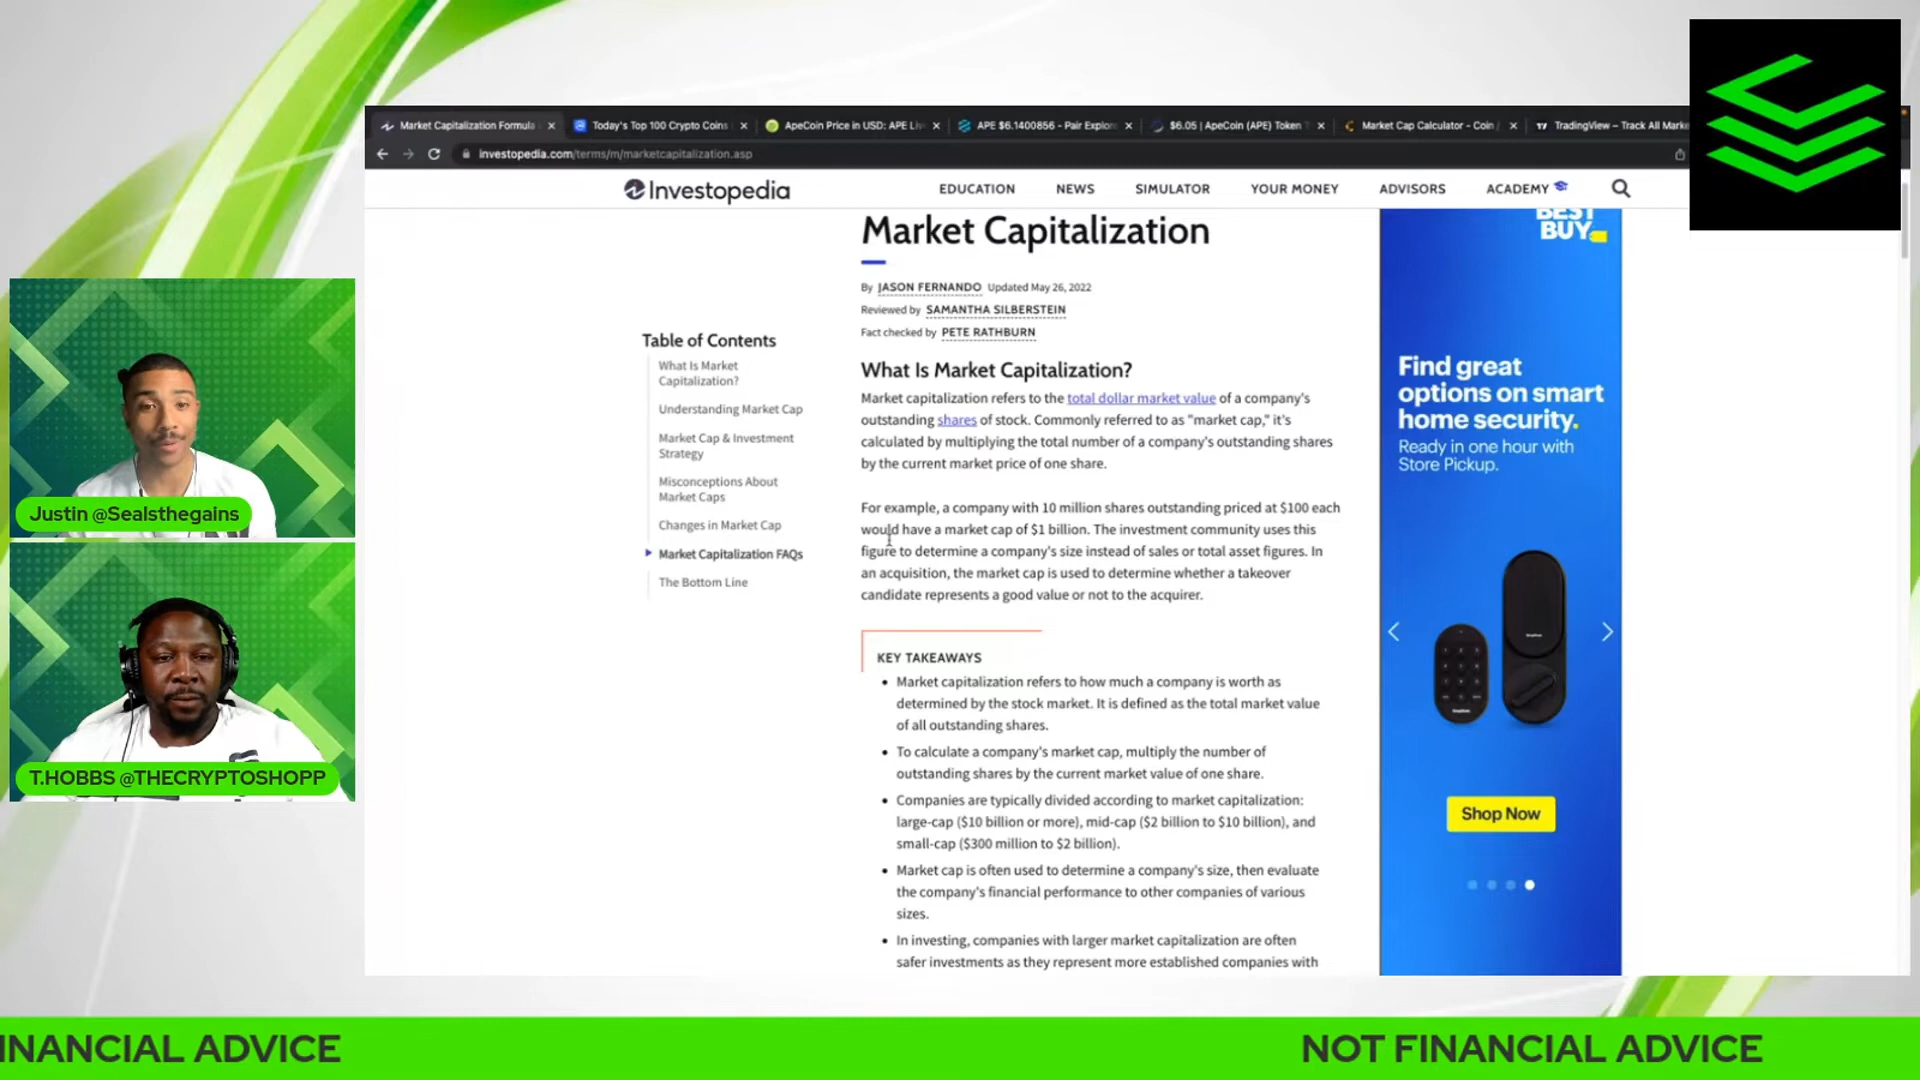 Market Capitalization Formula
Today's Top 100 Crypto Coins
ApeCoin Price in USD: APE Liv
APE $6.1400856 - Pair Explor
$6.05 | ApeCoin (APE) Token T
Market Cap Calculator - Coin
TradingView – Track All Marke
investopedia.com/terms/m/marketcapitalization.asp
Investopedia
EDUCATION
NEWS
SIMULATOR
YOUR MONEY
ADVISORS
ACADEMY
Market Capitalization
By JASON FERNANDO Updated May 26, 2022
Reviewed by SAMANTHA SILBERSTEIN
Fact checked by PETE RATHBURN
Table of Contents
What Is Market
Capitalization?
Understanding Market Cap
Market Cap & Investment
Strategy
Misconceptions About
Market Caps
Changes in Market Cap
Market Capitalization FAQs
The Bottom Line
What Is Market Capitalization?
Market capitalization refers to the total dollar market value of a company's
outstanding shares of stock. Commonly referred to as "market cap," it's
calculated by multiplying the total number of a company's outstanding shares
by the current market price of one share.
For example, a company with 10 million shares outstanding priced at $100 each
would have a market cap of $1 billion. The investment community uses this
figure to determine a company's size instead of sales or total asset figures. In
an acquisition, the market cap is used to determine whether a takeover
candidate represents a good value or not to the acquirer.
KEY TAKEAWAYS
• Market capitalization refers to how much a company is worth as
determined by the stock market. It is defined as the total market value
of all outstanding shares.
• To calculate a company's market cap, multiply the number of
outstanding shares by the current market value of one share.
• Companies are typically divided according to market capitalization:
large-cap ($10 billion or more), mid-cap ($2 billion to $10 billion), and
small-cap ($300 million to $2 billion).
• Market cap is often used to determine a company's size, then evaluate
the company's financial performance to other companies of various
sizes.
• In investing, companies with larger market capitalization are often
safer investments as they represent more established companies with
BEST
BUY
Find great
options on smart
home security.
Ready in one hour with
Store Pickup.
Shop Now
Justin @Sealsthegains
T.HOBBS @THECRYPTOSHOPP
INANCIAL ADVICE
NOT FINANCIAL ADVICE